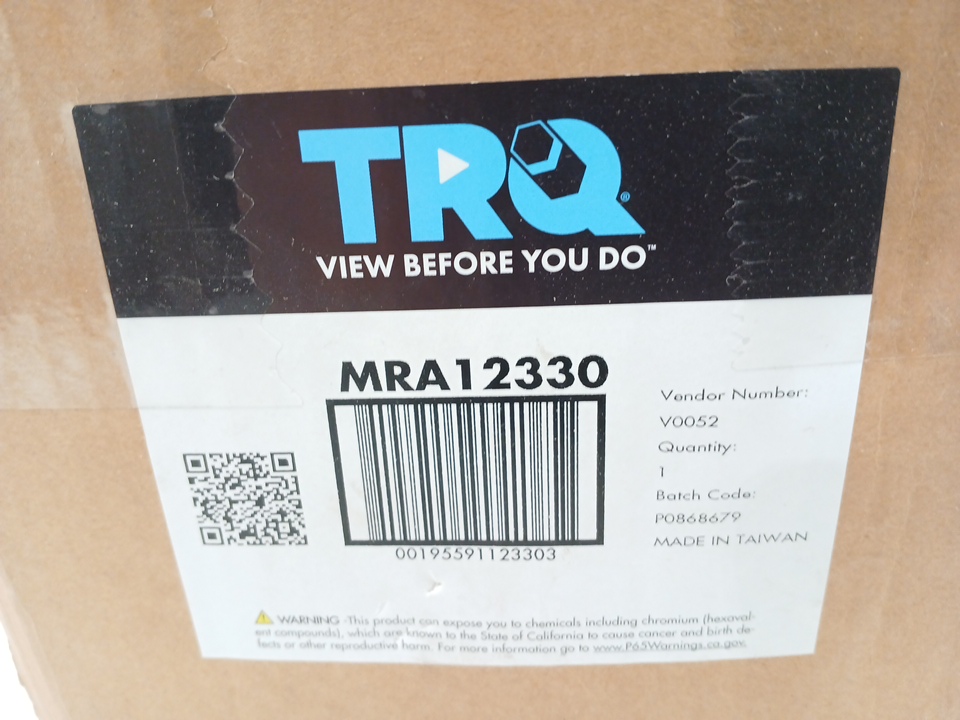 TRQ®
VIEW BEFORE YOU DO™
MRA12330
00195591123303
Vendor Number:
V0052
Quantity:
1
Batch Code:
P0868679
MADE IN TAIWAN
WARNING -This product can expose you to chemicals including chromium (hexaval-
ent compounds), which are known to the State of California to cause cancer and birth de-
fects or other reproductive harm. For more information go to www.P65Warnings.ca.gov.